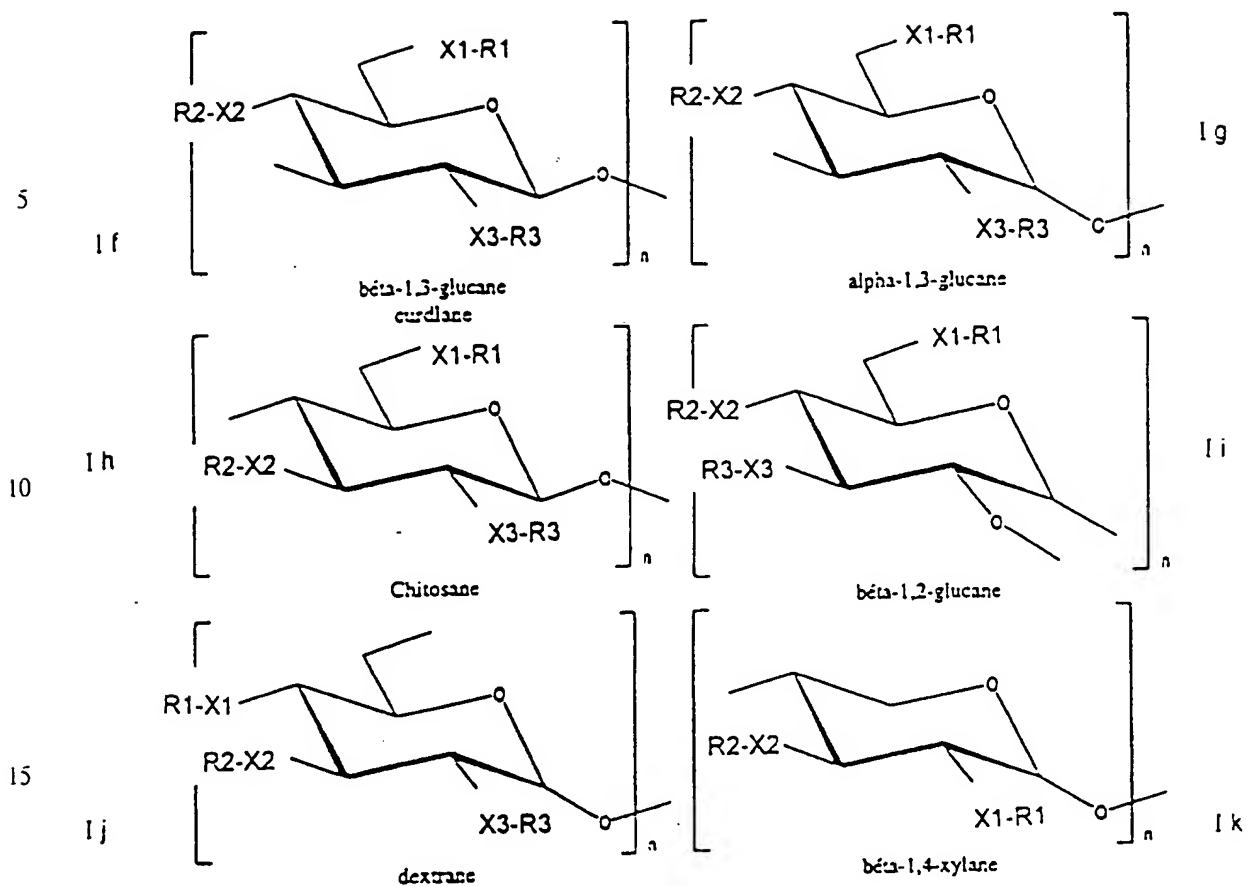 X1-R1
R2-X2
O
O
X3-R3
n
5
I f
béta-1,3-glucane
curdlane
X1-R1
R2-X2
O
C
X3-R3
n
I g
alpha-1,3-glucane
X1-R1
O
R2-X2
O
X3-R3
n
I h
10
Chitosane
X1-R1
R2-X2
O
R3-X3
O
n
I i
béta-1,2-glucane
R1-X1
O
R2-X2
X3-R3
O
n
15
I j
dextrane
O
R2-X2
X1-R1
O
n
I k
béta-1,4-xylane